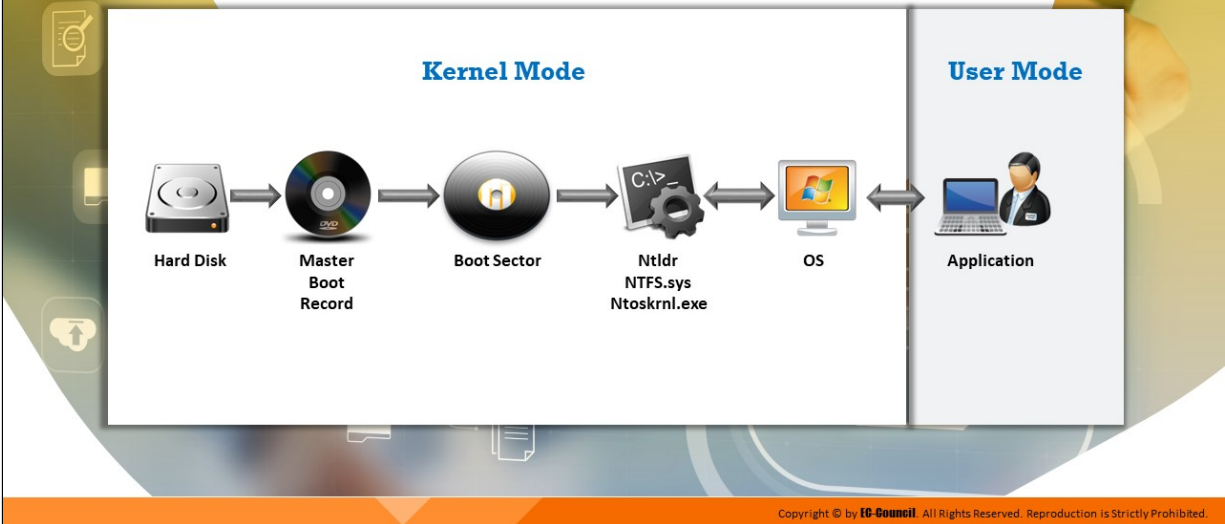 Kernel Mode
User Mode
C:\>_
DVD
Hard Disk
Master
Boot
Record
Boot Sector
Ntldr
NTFS.sys
Ntoskrnl.exe
OS
Application
Copyright © by EC-Council. All Rights Reserved. Reproduction is Strictly Prohibited.